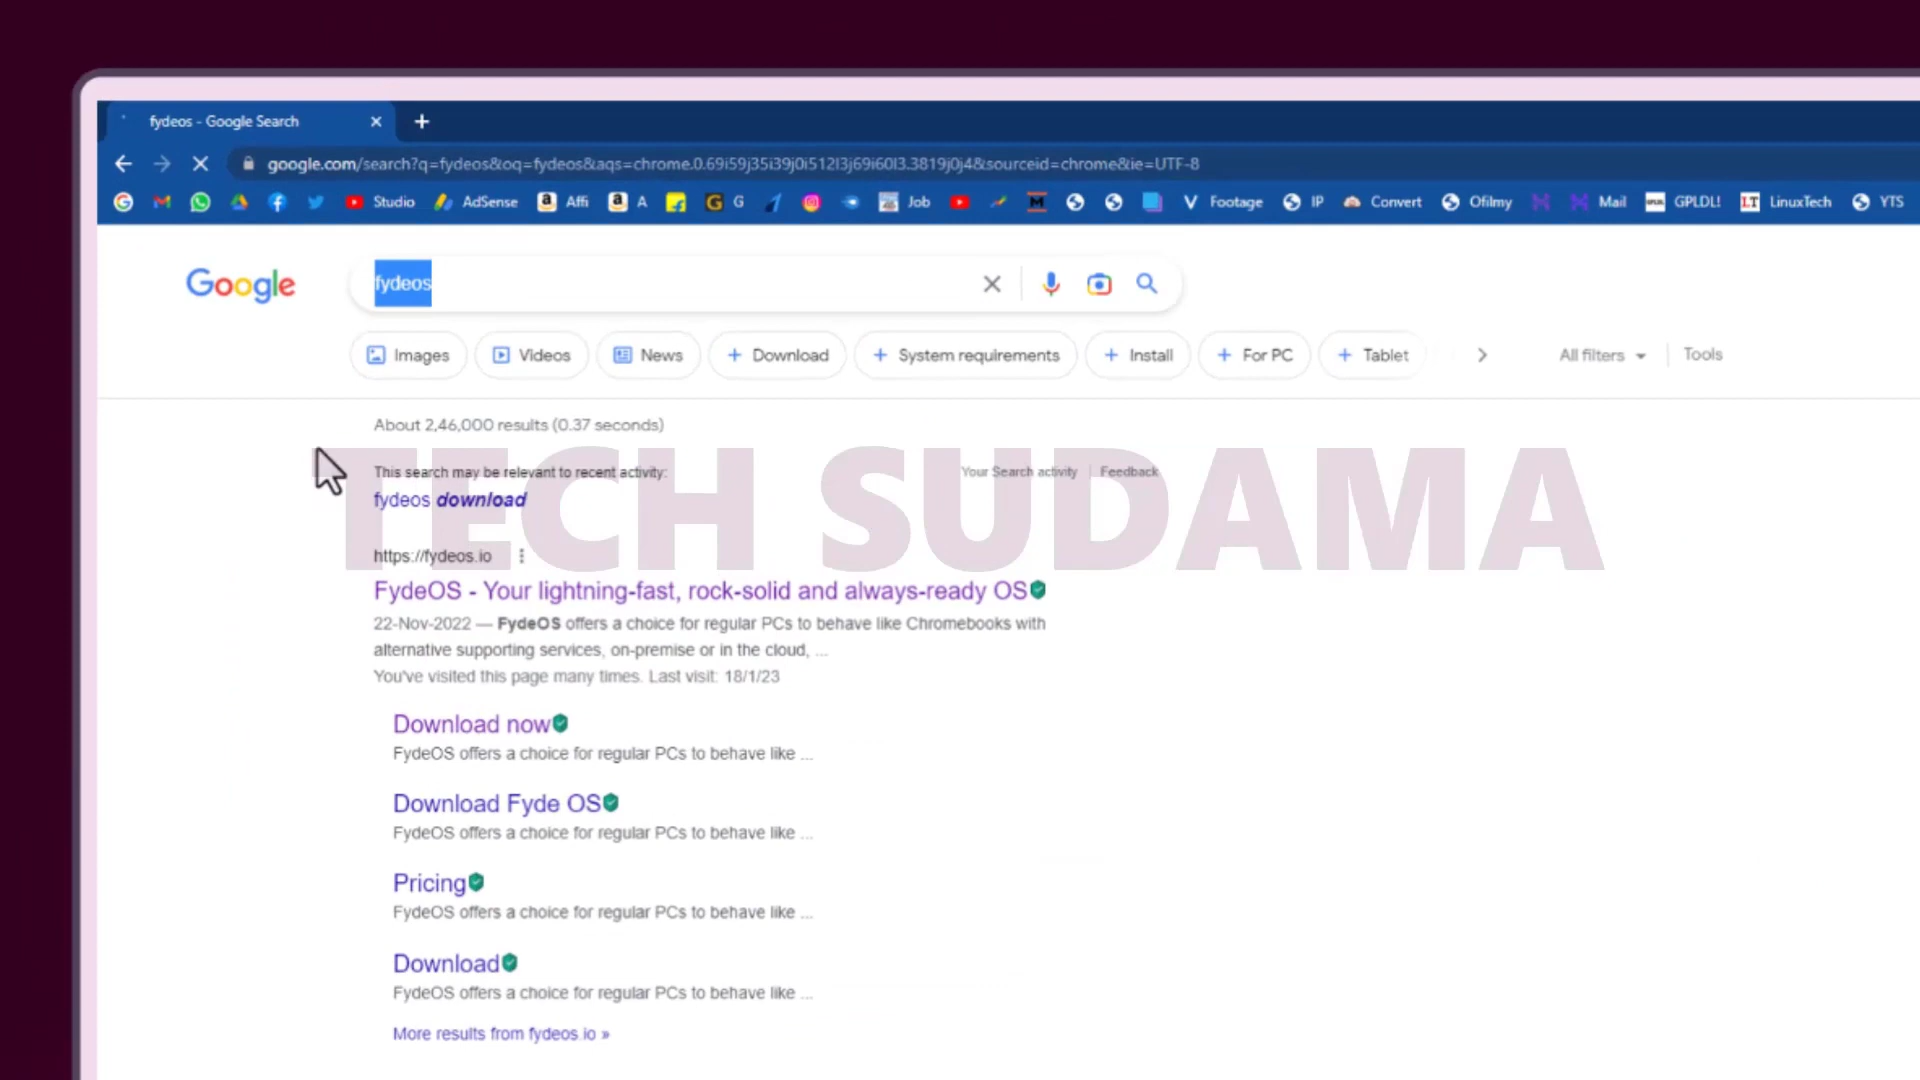 fydeos - Google Search
google.com/search?q=fydeos&oq=fydeos&aqs=chrome.0.69i59j35i39j0i512l3j69i60l3.3819j0j4&sourceid=chrome&ie=UTF-8
Studio AdSense Affi A G Job Footage IP Convert Ofilmy Mail GPLDL! LinuxTech YTS
Google fydeos
Images Videos News Download System requirements Install For PC Tablet All filters Tools
About 2,46,000 results (0.37 seconds)
This search may be relevant to recent activity: Your Search activity Feedback
fydeos download
TECH SUDAMA
https://fydeos.io
FydeOS - Your lightning-fast, rock-solid and always-ready OS
22-Nov-2022 — FydeOS offers a choice for regular PCs to behave like Chromebooks with
alternative supporting services, on-premise or in the cloud, ...
You've visited this page many times. Last visit: 18/1/23
Download now
FydeOS offers a choice for regular PCs to behave like ...
Download Fyde OS
FydeOS offers a choice for regular PCs to behave like ...
Pricing
FydeOS offers a choice for regular PCs to behave like ...
Download
FydeOS offers a choice for regular PCs to behave like ...
More results from fydeos.io »